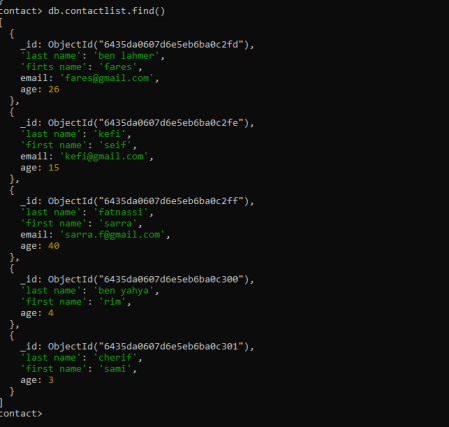 contact> db.contactlist.find()
[
  {
    _id: ObjectId("6435da0607d6e5eb6ba0c2fd"),
    'last name': 'ben lahmer',
    'firts name': 'fares',
    email: 'fares@gmail.com',
    age: 26
  },
  {
    _id: ObjectId("6435da0607d6e5eb6ba0c2fe"),
    'last name': 'kefi',
    'first name': 'seif',
    email: 'kefi@gmail.com',
    age: 15
  },
  {
    _id: ObjectId("6435da0607d6e5eb6ba0c2ff"),
    'last name': 'fatnassi',
    'first name': 'sarra',
    email: 'sarra.f@gmail.com',
    age: 40
  },
  {
    _id: ObjectId("6435da0607d6e5eb6ba0c300"),
    'last name': 'ben yahya',
    'first name': 'rim',
    age: 4
  },
  {
    _id: ObjectId("6435da0607d6e5eb6ba0c301"),
    'last name': 'cherif',
    'first name': 'sami',
    age: 3
  }
]
contact>